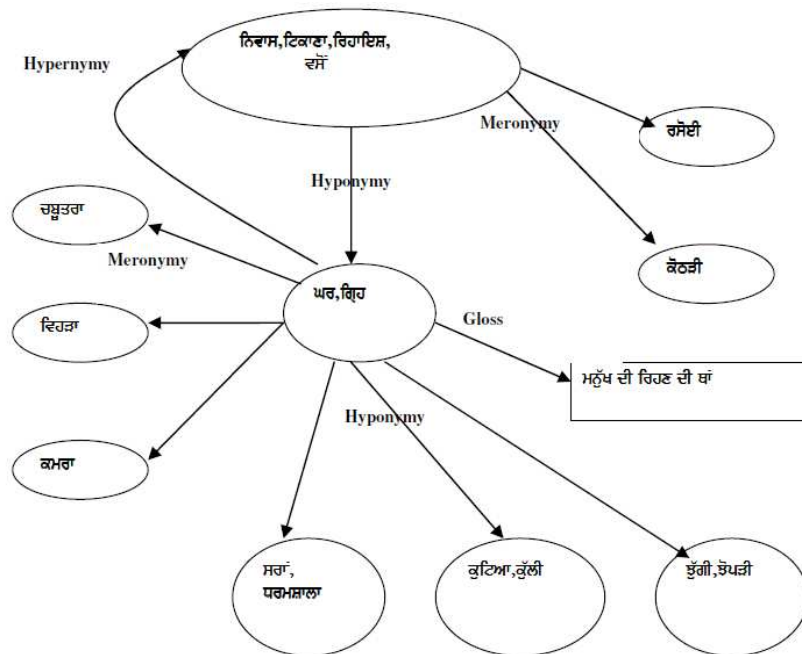 ਨਿਵਾਸ,ਟਿਕਾਣਾ,ਰਿਹਾਇਸ਼,
ਵਸੋਂ
Hypernymy
Meronymy
ਰਸੋਈ
Hyponymy
ਚਬੂਤਰਾ
Meronymy
ਕੋਠੜੀ
ਘਰ,ਗ੍ਰਿਹ
ਵਿਹੜਾ
Gloss
ਮਨੁੱਖ ਦੀ ਰਿਹਣ ਦੀ ਥਾਂ
Hyponymy
ਕਮਰਾ
ਸਰਾਂ,
ਧਰਮਸ਼ਾਲਾ
ਕੁਟਿਆ,ਕੁੱਲੀ
ਝੁੱਗੀ,ਝੋਪੜੀ